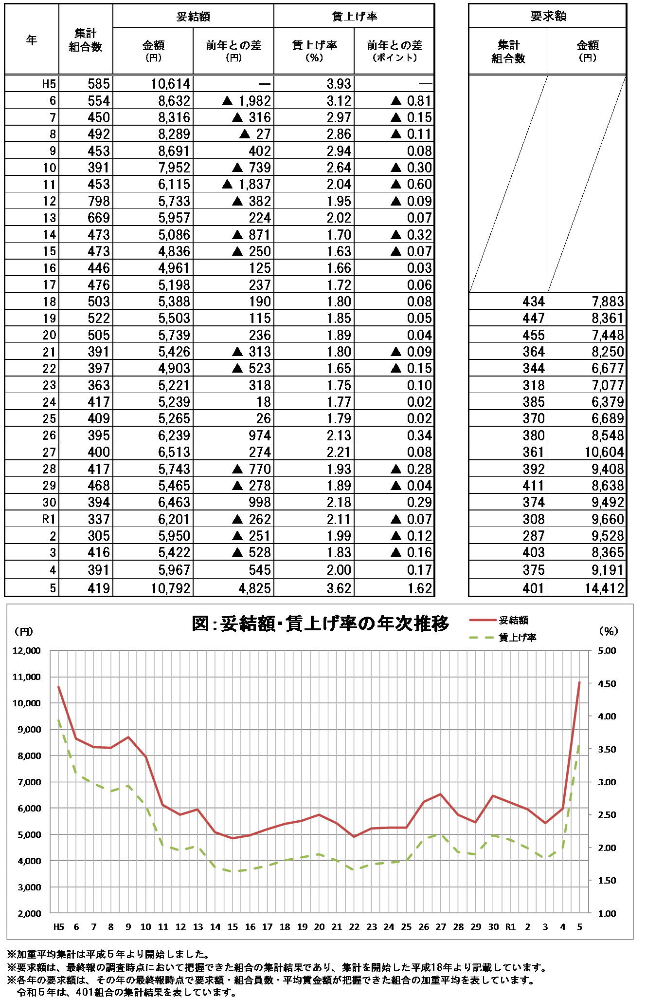 年 集計組合数 妥結額 賃上げ率 要求額
金額(円) 前年との差(円) 賃上げ率(%) 前年との差(ポイント) 集計組合数 金額(円)
H5 585 10,614 — 3.93 —
6 554 8,632 ▲ 1,982 3.12 ▲ 0.81
7 450 8,316 ▲ 316 2.97 ▲ 0.15
8 492 8,289 ▲ 27 2.86 ▲ 0.11
9 453 8,691 402 2.94 0.08
10 391 7,952 ▲ 739 2.64 ▲ 0.30
11 453 6,115 ▲ 1,837 2.04 ▲ 0.60
12 798 5,733 ▲ 382 1.95 ▲ 0.09
13 669 5,957 224 2.02 0.07
14 473 5,086 ▲ 871 1.70 ▲ 0.32
15 473 4,836 ▲ 250 1.63 ▲ 0.07
16 446 4,961 125 1.66 0.03
17 476 5,198 237 1.72 0.06
18 503 5,388 190 1.80 0.08 434 7,883
19 522 5,503 115 1.85 0.05 447 8,361
20 505 5,739 236 1.89 0.04 455 7,448
21 391 5,426 ▲ 313 1.80 ▲ 0.09 364 8,250
22 397 4,903 ▲ 523 1.65 ▲ 0.15 344 6,677
23 363 5,221 318 1.75 0.10 318 7,077
24 417 5,239 18 1.77 0.02 385 6,379
25 409 5,265 26 1.79 0.02 370 6,689
26 395 6,239 974 2.13 0.34 380 8,548
27 400 6,513 274 2.21 0.08 361 10,604
28 417 5,743 ▲ 770 1.93 ▲ 0.28 392 9,408
29 468 5,465 ▲ 278 1.89 ▲ 0.04 411 8,638
30 394 6,463 998 2.18 0.29 374 9,492
R1 337 6,201 ▲ 262 2.11 ▲ 0.07 308 9,660
2 305 5,950 ▲ 251 1.99 ▲ 0.12 287 9,528
3 416 5,422 ▲ 528 1.83 ▲ 0.16 403 8,365
4 391 5,967 545 2.00 0.17 375 9,191
5 419 10,792 4,825 3.62 1.62 401 14,412
図:妥結額・賃上げ率の年次推移
妥結額
賃上げ率
(円)
(%)
12,000
11,000
10,000
9,000
8,000
7,000
6,000
5,000
4,000
3,000
2,000
5.00
4.50
4.00
3.50
3.00
2.50
2.00
1.50
1.00
H5 6 7 8 9 10 11 12 13 14 15 16 17 18 19 20 21 22 23 24 25 26 27 28 29 30 R1 2 3 4 5
※加重平均集計は平成5年より開始しました。
※要求額は、最終報の調査時点において把握できた組合の集計結果であり、集計を開始した平成18年より記載しています。
※各年の要求額は、その年の最終報時点で要求額・組合員数・平均賃金額が把握できた組合の加重平均を表しています。
令和5年は、401組合の集計結果を表しています。